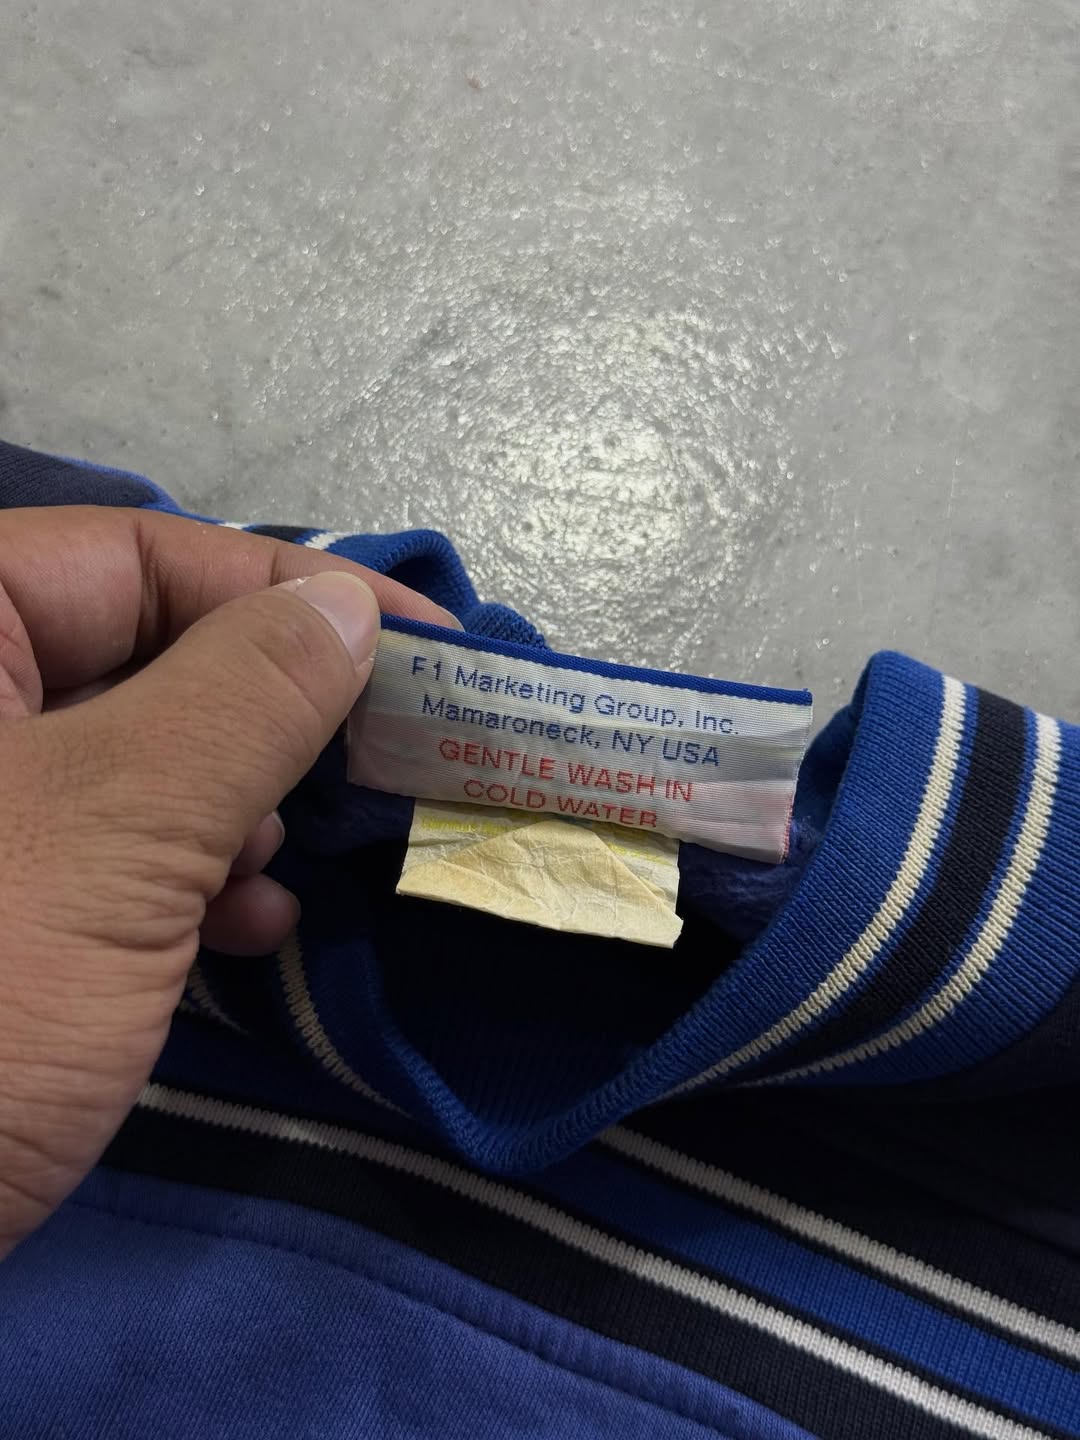 F1 Marketing Group, Inc.
Mamaroneck, NY USA
GENTLE WASH IN
COLD WATER